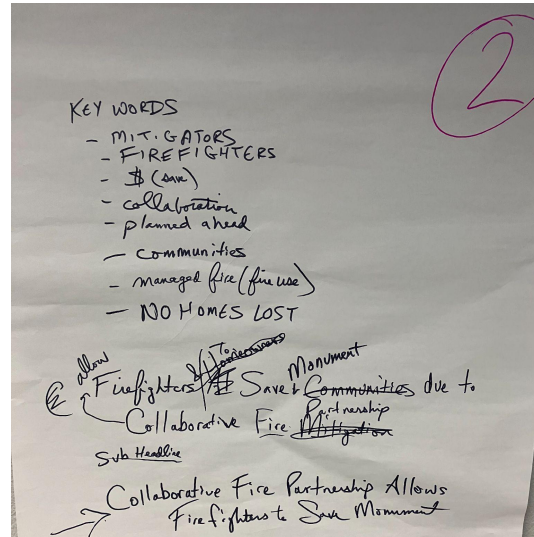 2
KEY WORDS
- MITIGATORS
- FIREFIGHTERS
- $ (save)
- collaboration
- planned ahead
- communities
- managed fire (fire use)
- NO HOMES LOST
allow To Homeowners Monument
Firefighters Save Communities due to
Partnership
Collaborative Fire Mitigation
Sub Headline
Collaborative Fire Partnership Allows
Firefighters to Save Monument